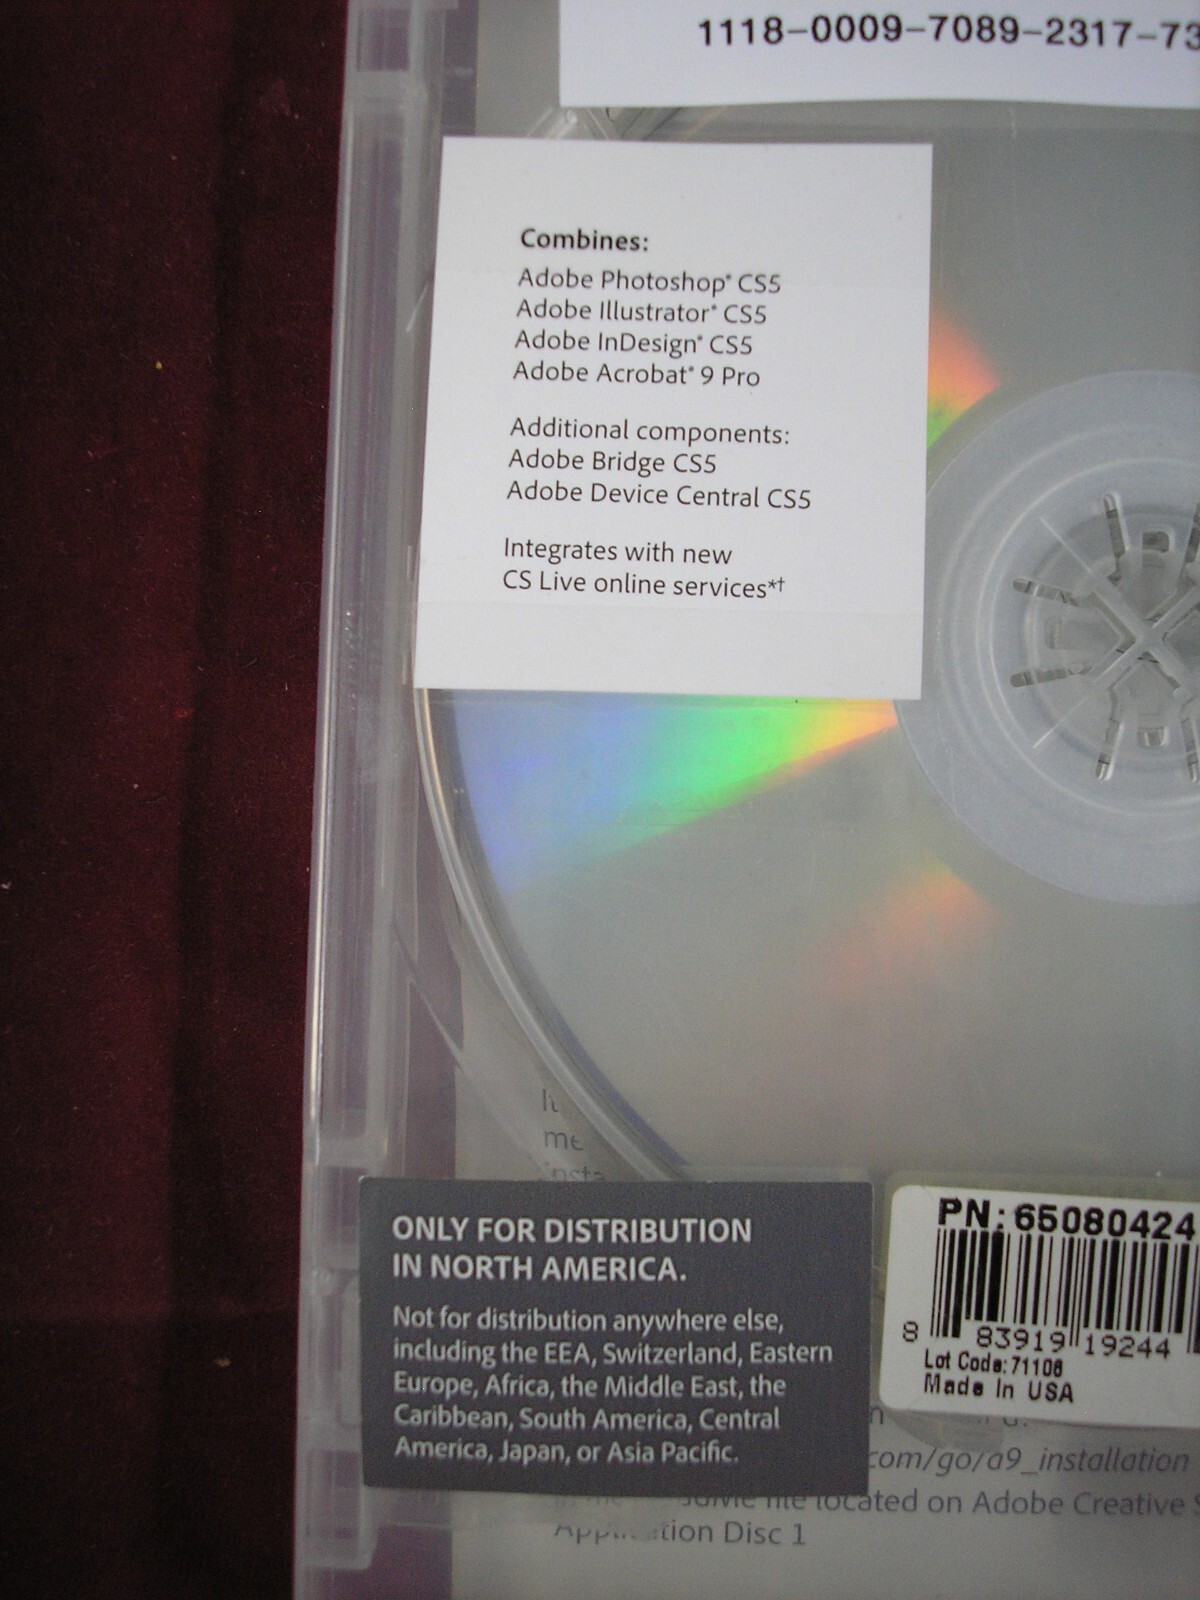 1118-0009-7089-2317-73
Combines:
Adobe Photoshop® CS5
Adobe Illustrator® CS5
Adobe InDesign® CS5
Adobe Acrobat® 9 Pro
Additional components:
Adobe Bridge CS5
Adobe Device Central CS5
Integrates with new
CS Live online services*†
me
ONLY FOR DISTRIBUTION
IN NORTH AMERICA.
Not for distribution anywhere else,
including the EEA, Switzerland, Eastern
Europe, Africa, the Middle East, the
Caribbean, South America, Central
America, Japan, or Asia Pacific.
PN: 65080424
8 83919 19244
Lot Code: 71108
Made In USA
com/go/a9_installation
file located on Adobe Creative S
Application Disc 1